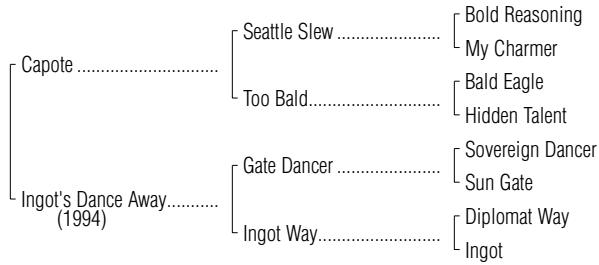 Bold Reasoning
Seattle Slew ..................
My Charmer
Capote .........................
Bald Eagle
Too Bald.......................
Hidden Talent
Sovereign Dancer
Gate Dancer ..................
Sun Gate
Ingot's Dance Away.........
(1994)
Diplomat Way
Ingot Way.....................
Ingot